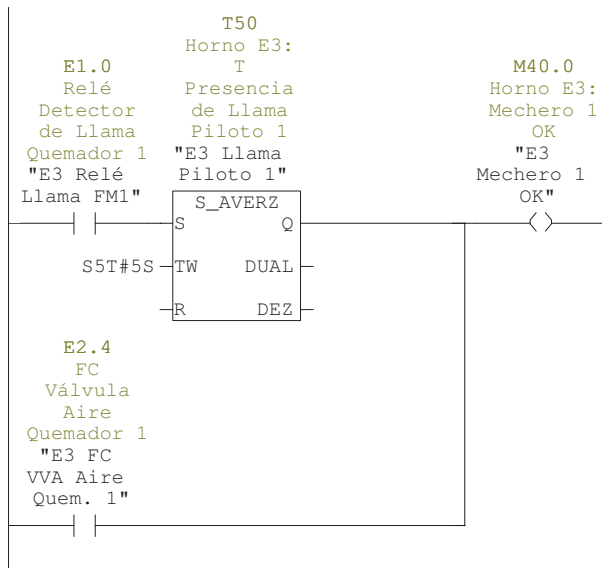 T50
Horno E3:
T
Presencia
de Llama
Piloto 1
"E3 Llama
Piloto 1"
E1.0
Relé
Detector
de Llama
Quemador 1
"E3 Relé
Llama FM1"
M40.0
Horno E3:
Mechero 1
OK
"E3
Mechero 1
OK"
S_AVERZ
S Q
S5T#5S TW DUAL
R DEZ
E2.4
FC
Válvula
Aire
Quemador 1
"E3 FC
VVA Aire
Quem. 1"